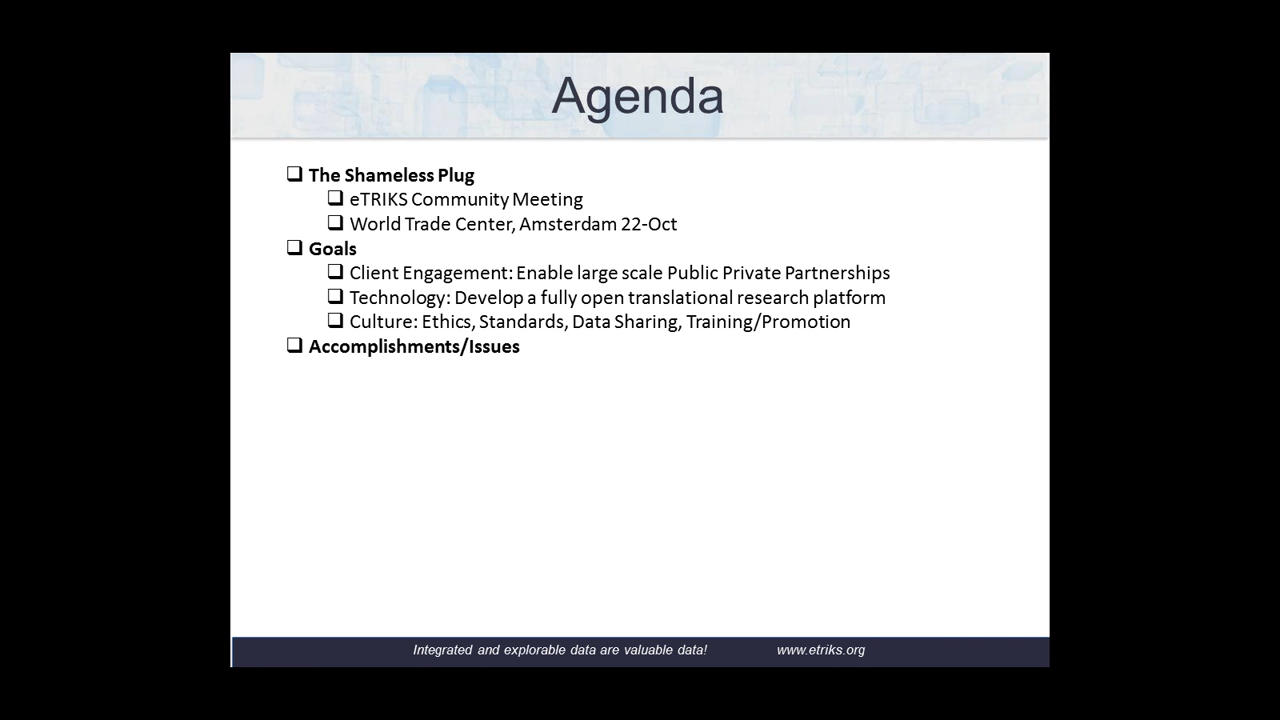 Agenda
❑ The Shameless Plug
❑ eTRIKS Community Meeting
❑ World Trade Center, Amsterdam 22-Oct
❑ Goals
❑ Client Engagement: Enable large scale Public Private Partnerships
❑ Technology: Develop a fully open translational research platform
❑ Culture: Ethics, Standards, Data Sharing, Training/Promotion
❑ Accomplishments/Issues
Integrated and explorable data are valuable data! www.etriks.org